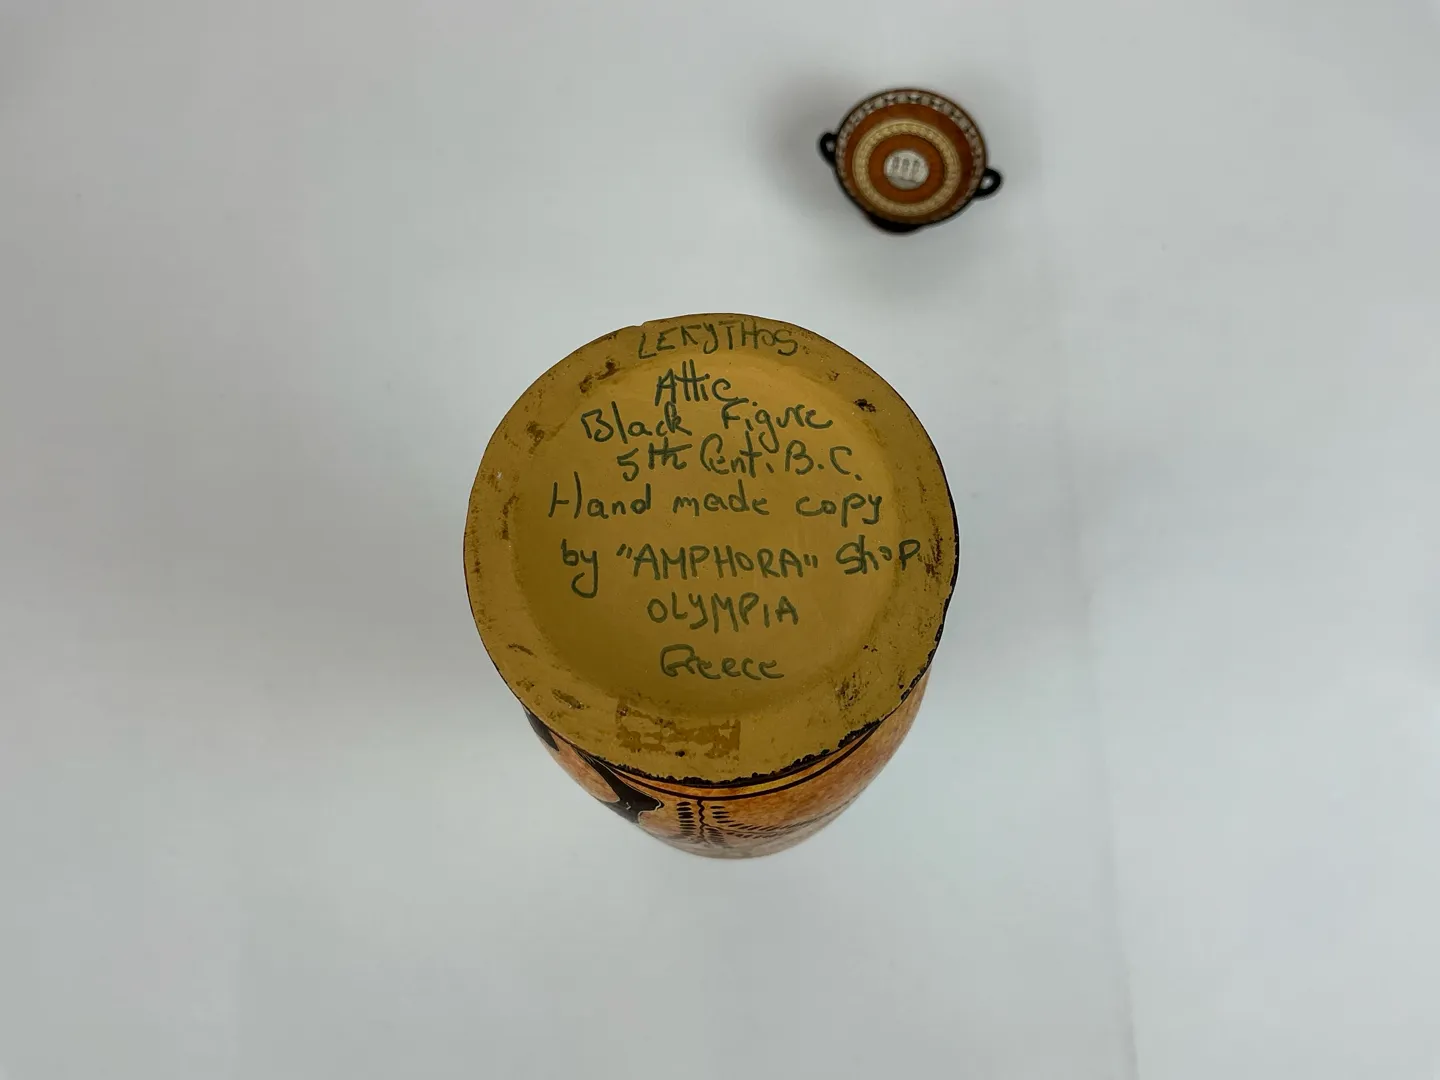 LEKYTHOS
Attic
Black Figure
5th Cent. B.C.
Hand made copy
by "AMPHORA" Shop
OLYMPIA
Greece